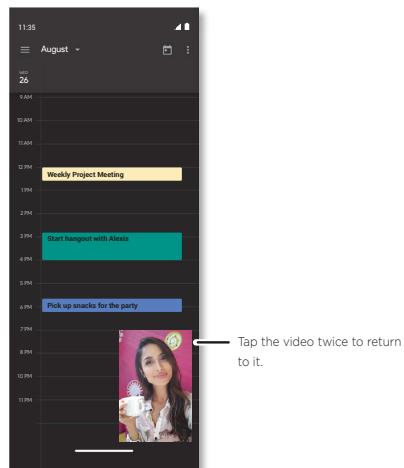 11:35
August
WED
26
9 AM
10 AM
11 AM
12 PM
Weekly Project Meeting
1 PM
2 PM
3 PM
Start hangout with Alexis
4 PM
5 PM
6 PM
Pick up snacks for the party
7 PM
8 PM
Tap the video twice to return
to it.
10 PM
11 PM